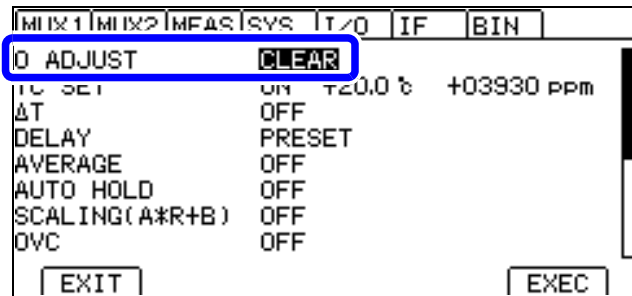 MUX1 MUX2 MEAS SYS I/O IF BIN
0 ADJUST CLEAR
TC SET ON +20.0 ℃ +03930 ppm
ΔT OFF
DELAY PRESET
AVERAGE OFF
AUTO HOLD OFF
SCALING(A*R+B) OFF
OVC OFF
EXIT EXEC